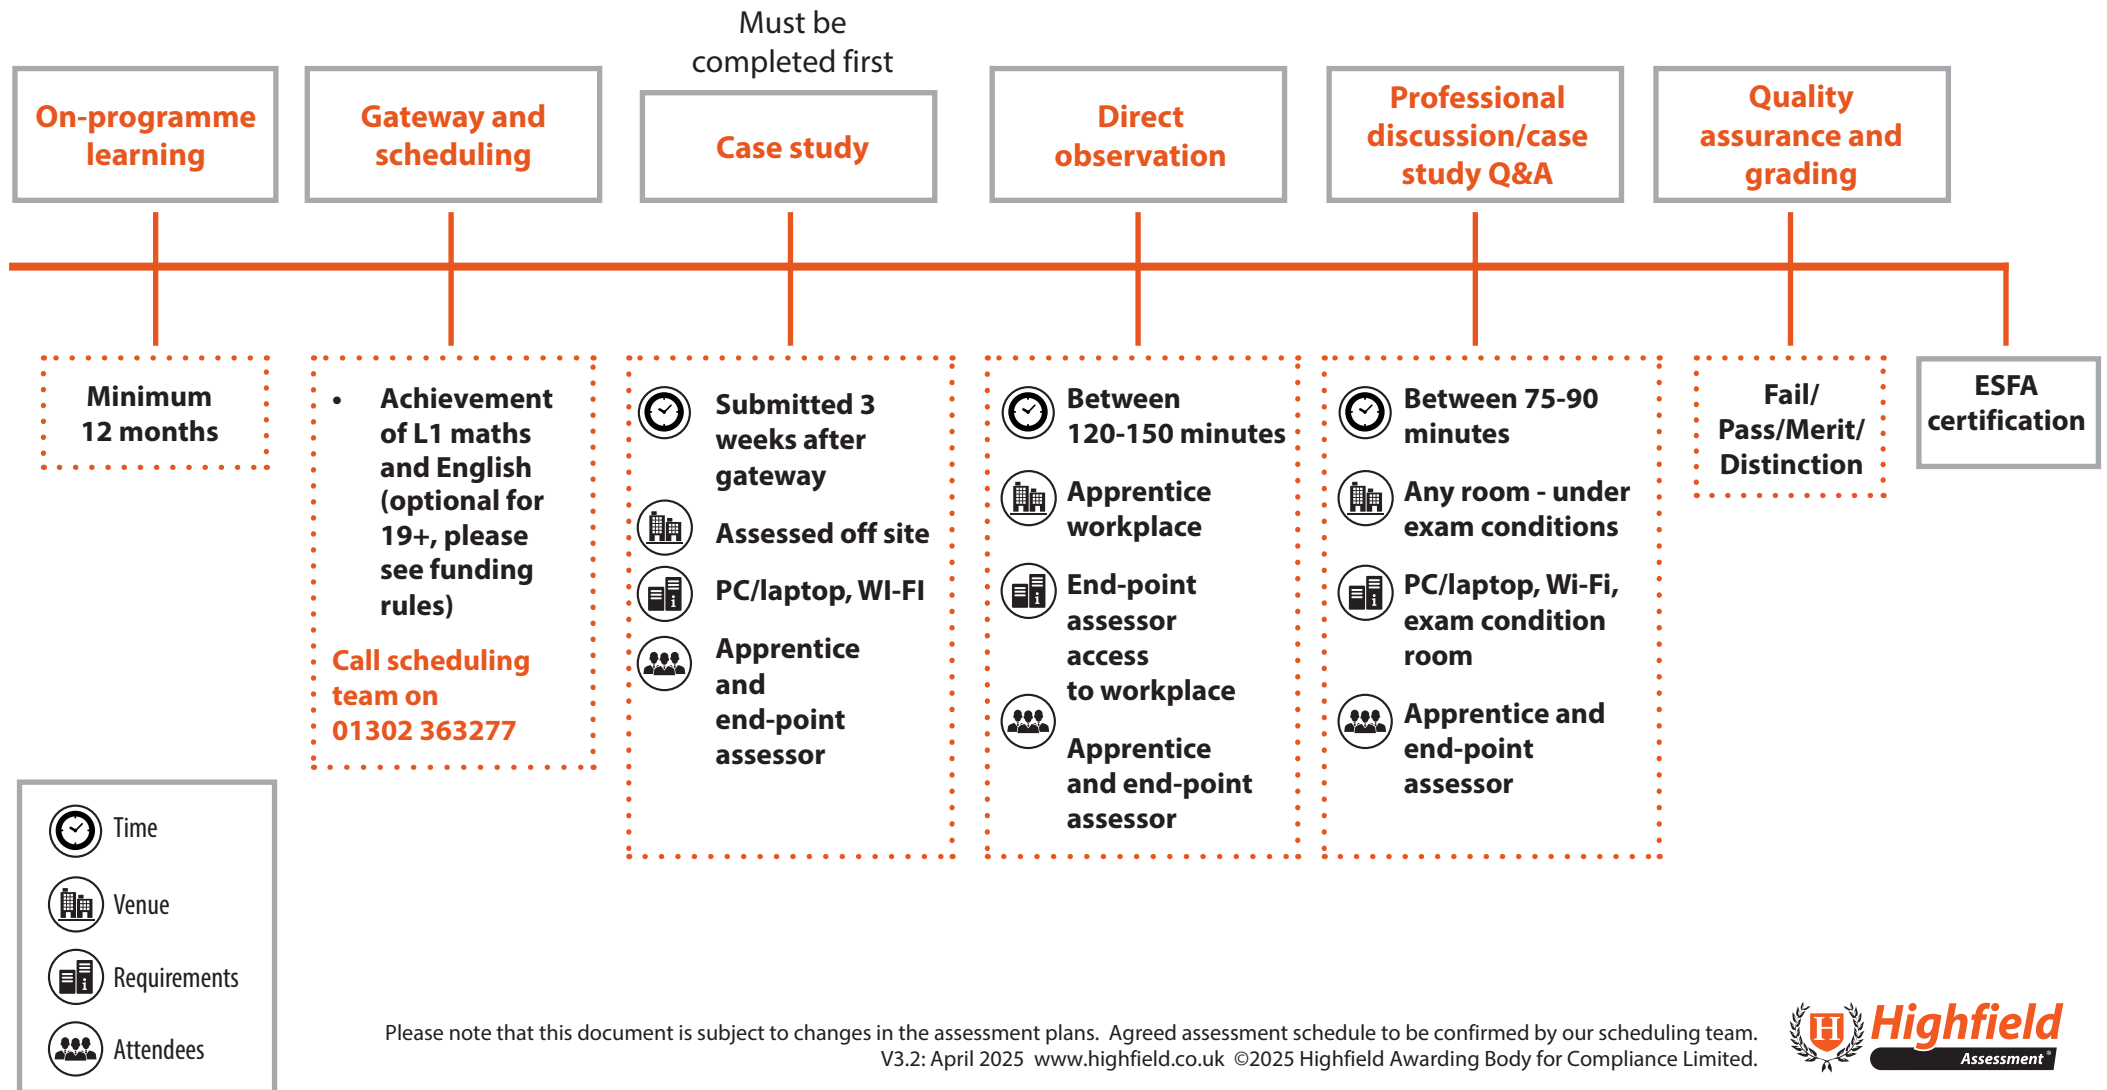 Must be
completed first
On-programme
learning
Gateway and
scheduling
Case study
Direct
observation
Professional
discussion/case
study Q&A
Quality
assurance and
grading
Minimum
12 months
• Achievement
of L1 maths
and English
(optional for
19+, please
see funding
rules)
Call scheduling
team on
01302 363277
Submitted 3
weeks after
gateway
Assessed off site
PC/laptop, WI-FI
Apprentice
and
end-point
assessor
Between
120-150 minutes
Apprentice
workplace
End-point
assessor
access
to workplace
Apprentice
and end-point
assessor
Between 75-90
minutes
Any room - under
exam conditions
PC/laptop, Wi-Fi,
exam condition
room
Apprentice and
end-point
assessor
Fail/
Pass/Merit/
Distinction
ESFA
certification
Time
Venue
Requirements
Attendees
Please note that this document is subject to changes in the assessment plans. Agreed assessment schedule to be confirmed by our scheduling team.
V3.2: April 2025 www.highfield.co.uk ©2025 Highfield Awarding Body for Compliance Limited.
H
Highfield
Assessment®